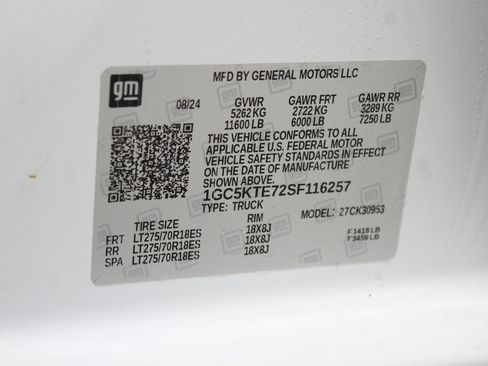 gm
MFD BY GENERAL MOTORS LLC
08/24 GVWR GAWR FRT GAWR RR
5262 KG 2722 KG 3289 KG
11600 LB 6000 LB 7250 LB
THIS VEHICLE CONFORMS TO ALL
APPLICABLE U.S. FEDERAL MOTOR
VEHICLE SAFETY STANDARDS IN EFFECT
ON THE DATE OF MANUFACTURE SHOWN ABOVE.
1GC5KTE72SF116257
TYPE: TRUCK MODEL: 27CK30953
TIRE SIZE RIM
FRT LT275/70R18ES 18X8J
RR LT275/70R18ES 18X8J
SPA LT275/70R18ES 18X8J
F 1418 LB
T 3459 LB